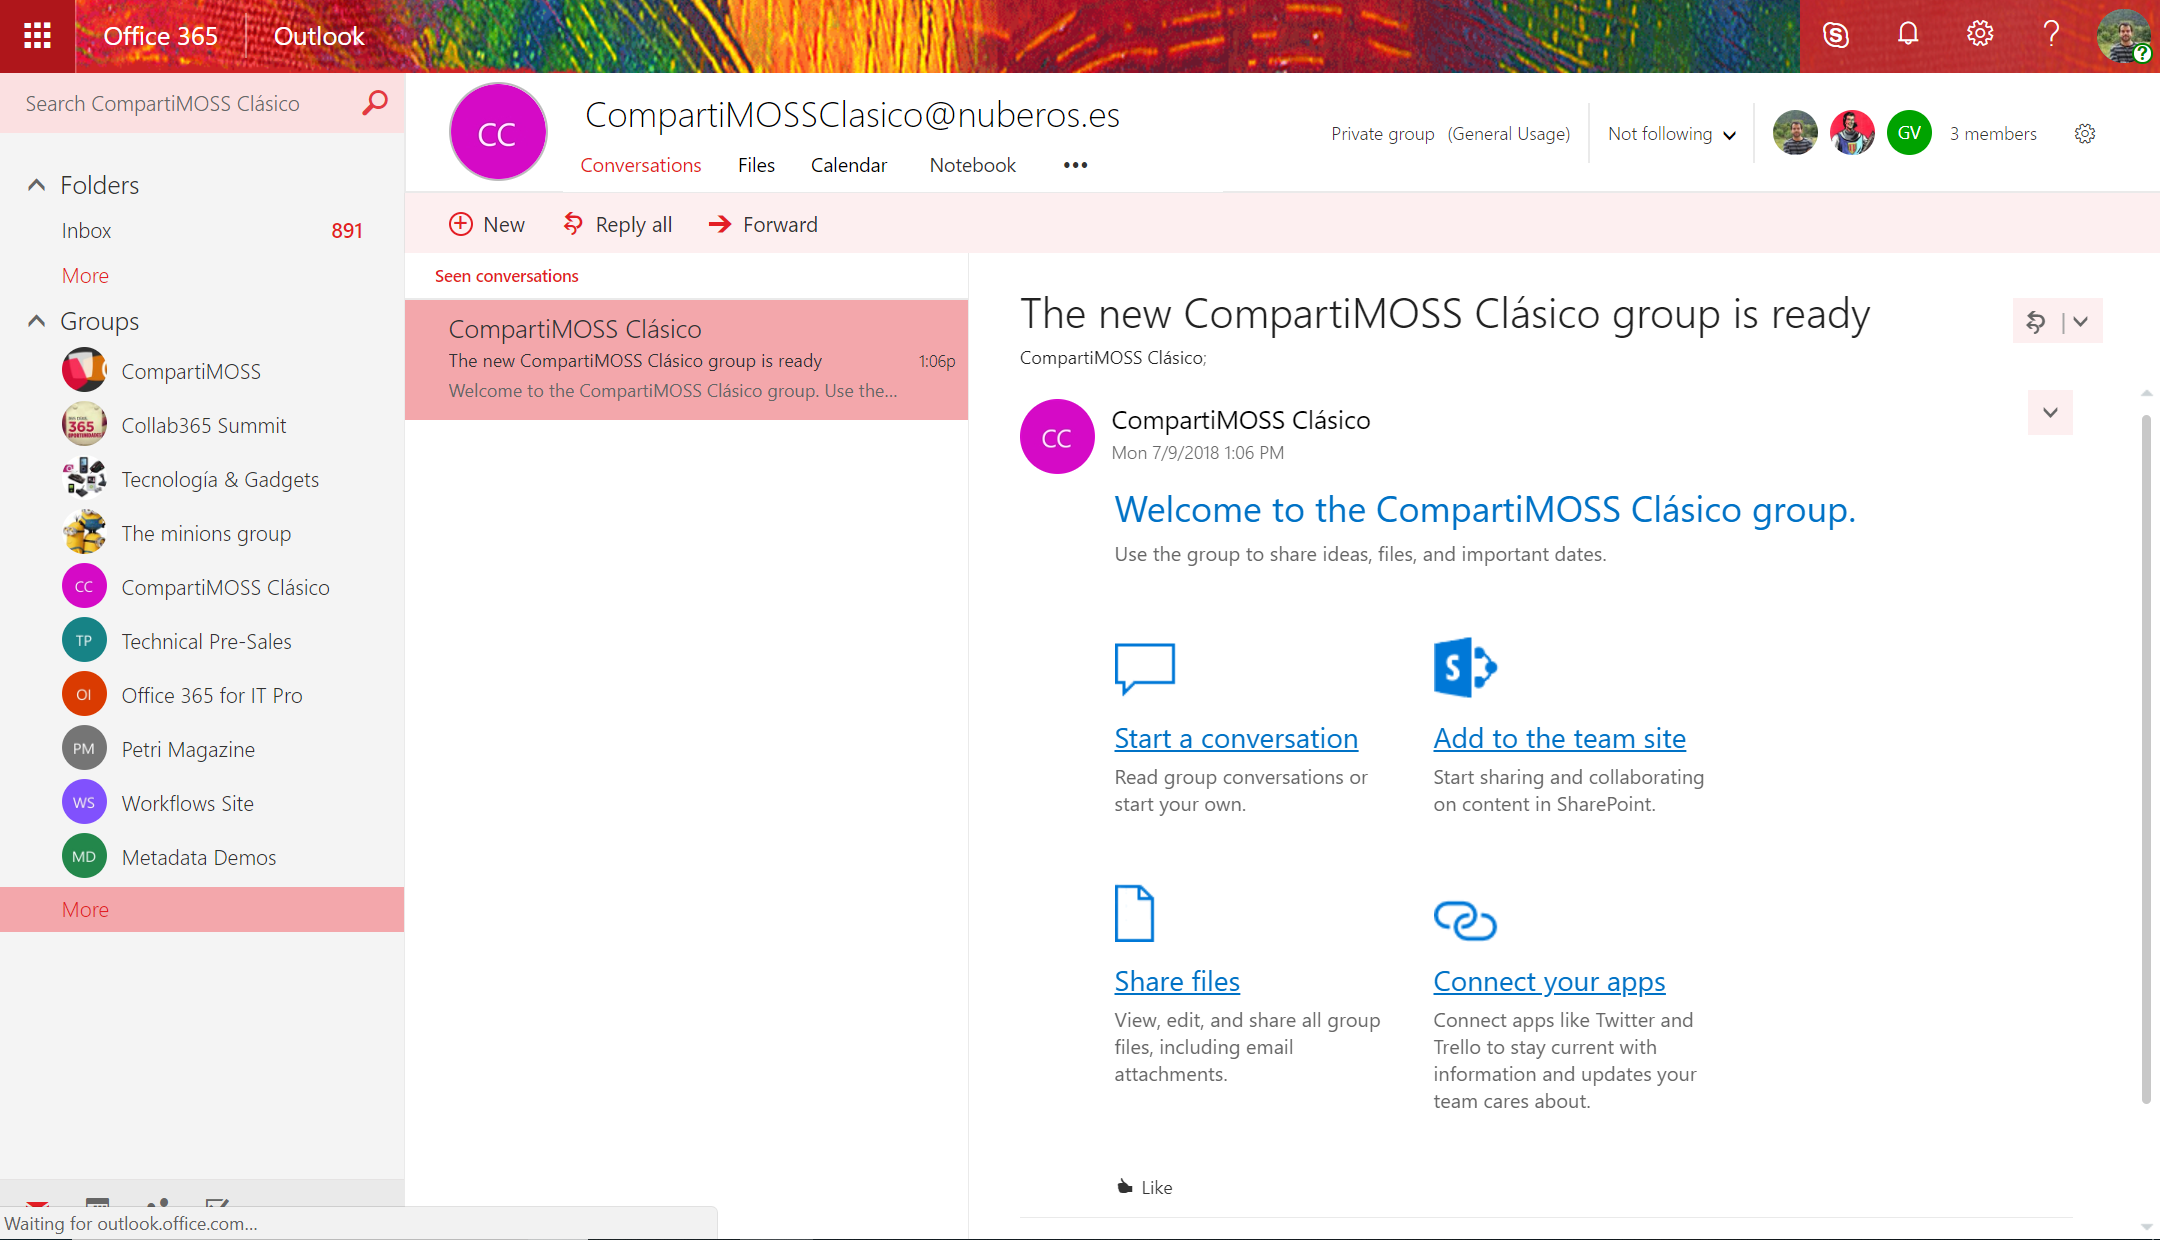 Office 365
Outlook
Search CompartiMOSS Clásico
CC
CompartiMOSSClasico@nuberos.es
Conversations Files Calendar Notebook •••
Private group (General Usage)
Not following
GV
3 members
New Reply all Forward
Folders
Inbox 891
More
Groups
CompartiMOSS
365
Collab365 Summit
Tecnología & Gadgets
The minions group
CC CompartiMOSS Clásico
TP Technical Pre-Sales
OI Office 365 for IT Pro
PM Petri Magazine
WS Workflows Site
MD Metadata Demos
More
Waiting for outlook.office.com...
Seen conversations
CompartiMOSS Clásico
The new CompartiMOSS Clásico group is ready 1:06p
Welcome to the CompartiMOSS Clásico group. Use the...
The new CompartiMOSS Clásico group is ready
CompartiMOSS Clásico;
CC
CompartiMOSS Clásico
Mon 7/9/2018 1:06 PM
Welcome to the CompartiMOSS Clásico group.
Use the group to share ideas, files, and important dates.
Start a conversation
Read group conversations or
start your own.
Add to the team site
Start sharing and collaborating
on content in SharePoint.
Share files
View, edit, and share all group
files, including email
attachments.
Connect your apps
Connect apps like Twitter and
Trello to stay current with
information and updates your
team cares about.
Like